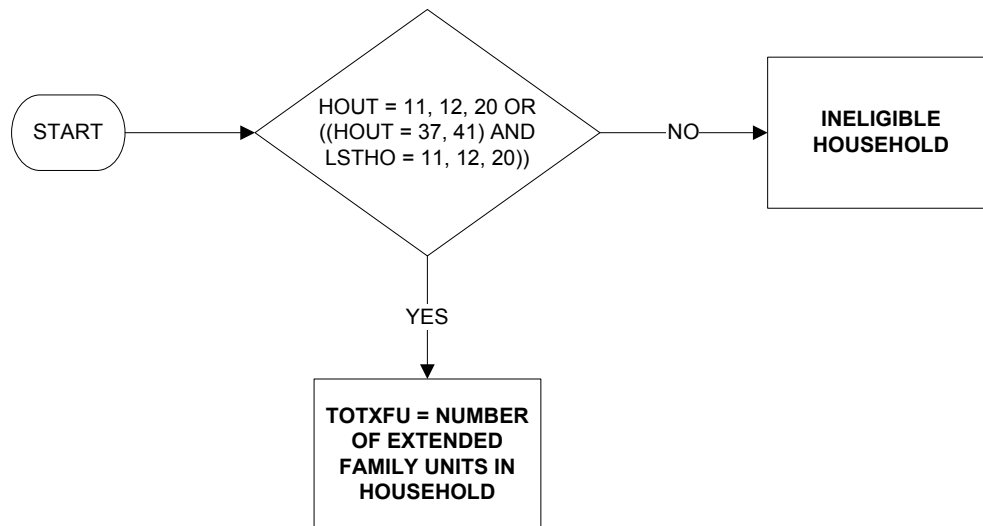 START
HOUT = 11, 12, 20 OR
((HOUT = 37, 41) AND
LSTHO = 11, 12, 20))
NO
INELIGIBLE
HOUSEHOLD
YES
TOTXFU = NUMBER
OF EXTENDED
FAMILY UNITS IN
HOUSEHOLD